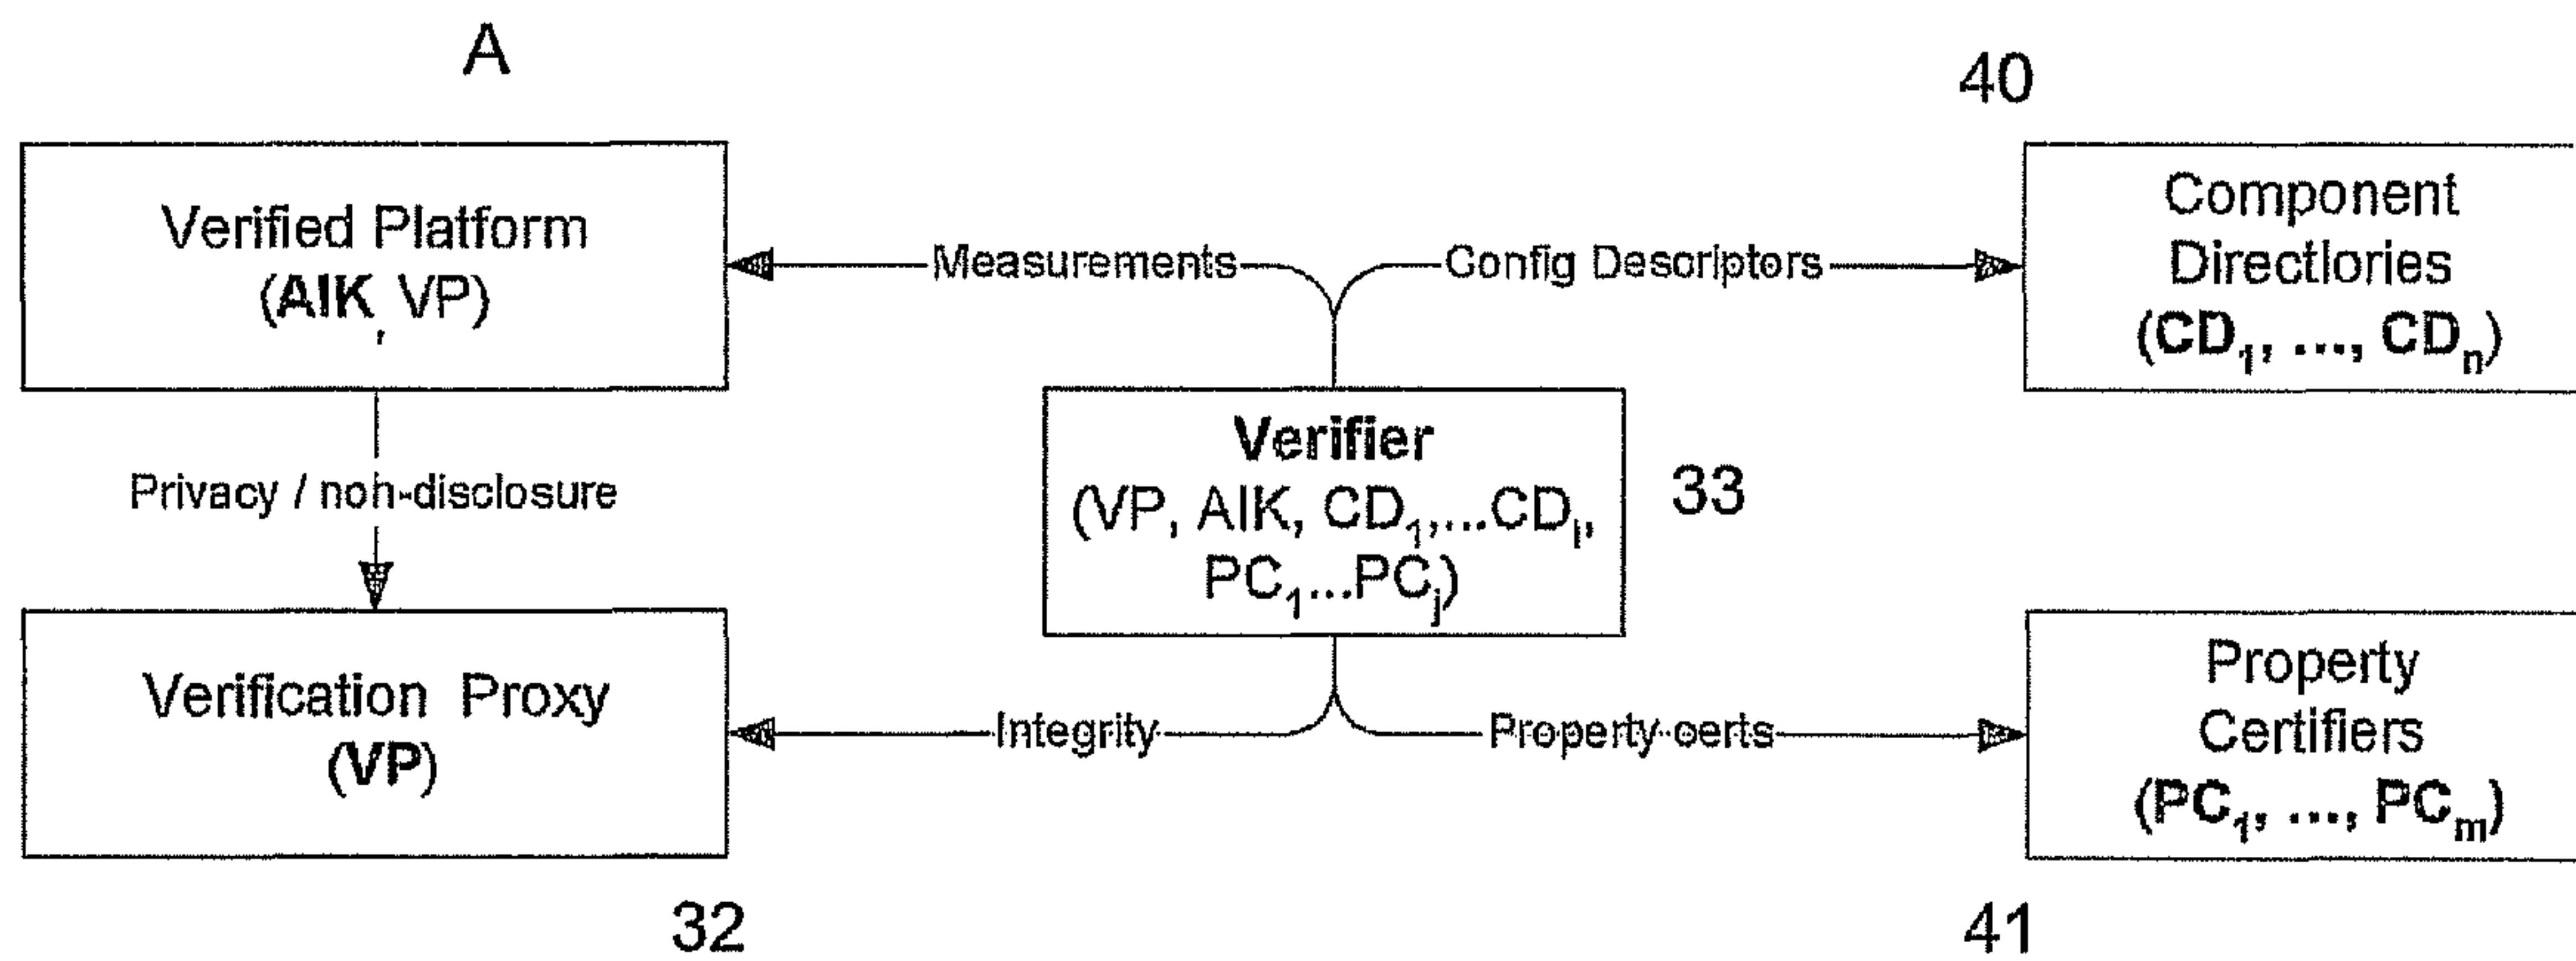 A
40
Verified Platform
(AIK, VP)
Measurements
Config Descriptors
Component
Directlories
(CD1, ..., CDn)
Verifier
(VP, AIK, CD1,...CDi,
PC1...PCj)
33
Privacy / non-disclosure
Verification Proxy
(VP)
Integrity
Property certs
Property
Certifiers
(PC1, ..., PCm)
32
41